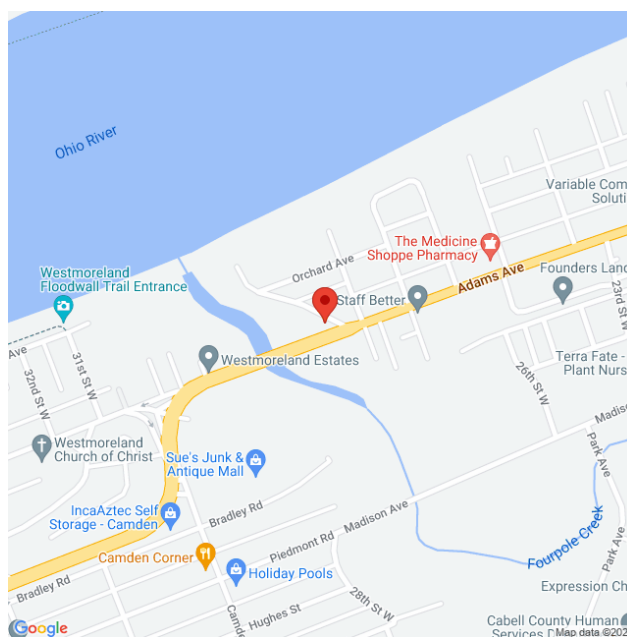 Ohio River
Variable Com
Solutio
The Medicine
Shoppe Pharmacy
Orchard Ave
Adams Ave
Founders Land
Westmoreland
Floodwall Trail Entrance
Staff Better
23rd St W
Ave
31st St W
32nd St W
Westmoreland Estates
Terra Fate -
Plant Nurs
26th St W
Madiso
Park Ave
Westmoreland
Church of Christ
Sue's Junk &
Antique Mall
IncaAztec Self
Storage - Camden
Bradley Rd
Madison Ave
Fourpole Creek
Park Ave
Camden Corner
Piedmont Rd
Holiday Pools
Bradley Rd
Expression Ch
28th St W
Hughes St
Camde
Cabell County Human
Services D
Google
Map data ©202